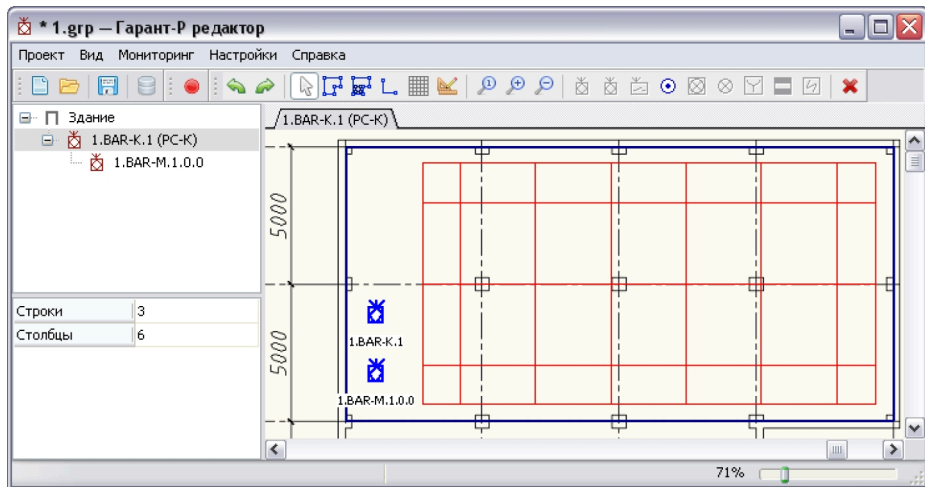 * 1.grp — Гарант-Р редактор
Проект Вид Мониторинг Настройки Справка
Здание
1.BAR-K.1 (PC-K)
1.BAR-M.1.0.0
Строки 3
Столбцы 6
1.BAR-K.1 (PC-K)
5000
5000
1.BAR-K.1
1.BAR-M.1.0.0
71%